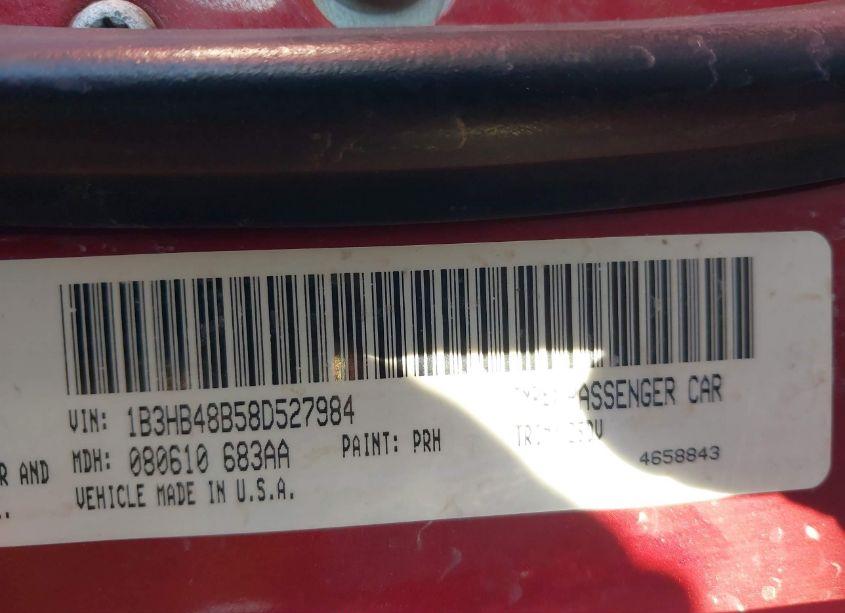 VIN: 1B3HB48B58D527984
PASSENGER CAR
MDH: 080610 683AA
PAINT: PRH
4658843
R AND
VEHICLE MADE IN U.S.A.